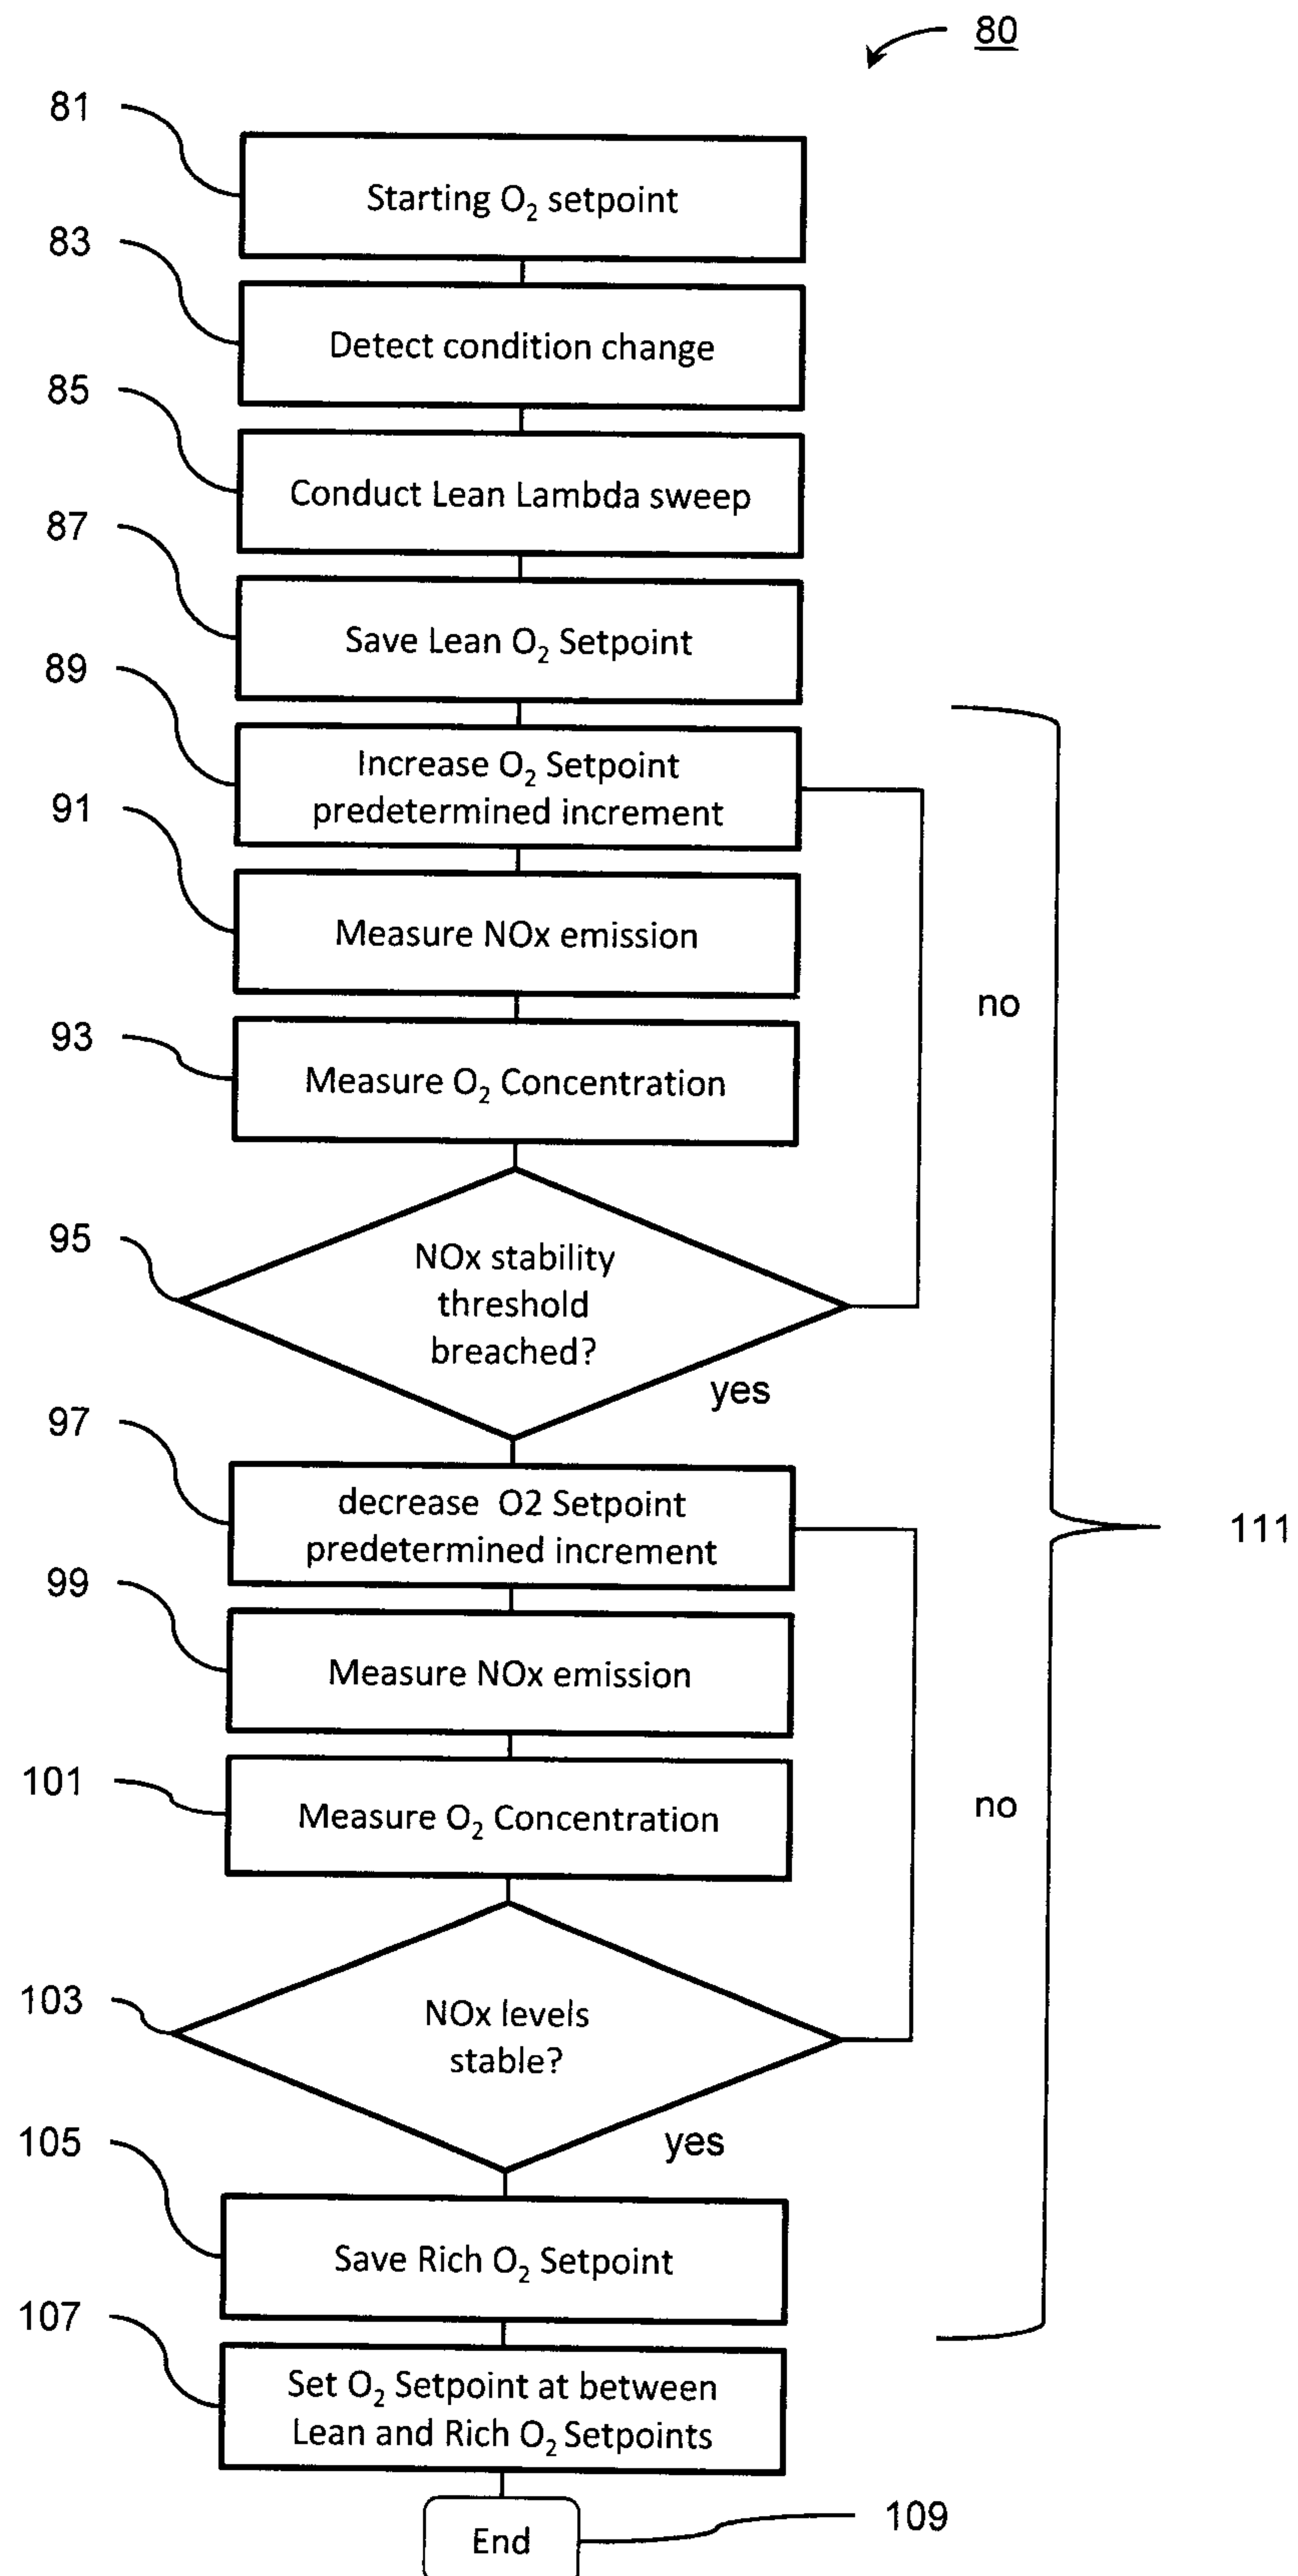 80
81
Starting O₂ setpoint
83
Detect condition change
85
Conduct Lean Lambda sweep
87
Save Lean O₂ Setpoint
89
Increase O₂ Setpoint
predetermined increment
91
Measure NOx emission
no
93
Measure O₂ Concentration
95
NOx stability
threshold
breached?
yes
97
decrease O2 Setpoint
predetermined increment
111
99
Measure NOx emission
101
Measure O₂ Concentration
no
103
NOx levels
stable?
yes
105
Save Rich O₂ Setpoint
107
Set O₂ Setpoint at between
Lean and Rich O₂ Setpoints
109
End